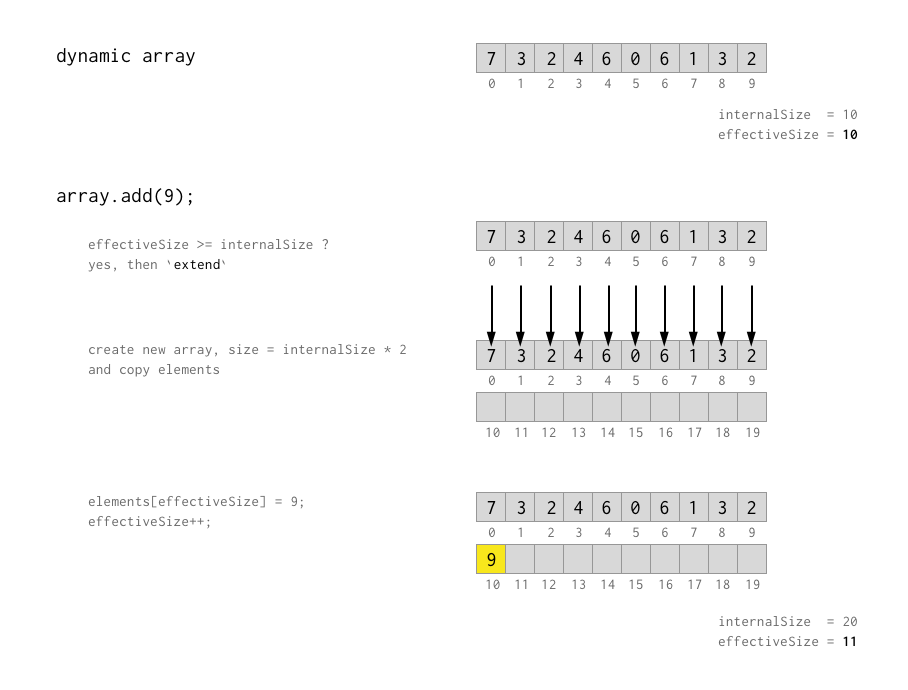 dynamic array
7 3 2 4 6 0 6 1 3 2
0 1 2 3 4 5 6 7 8 9
internalSize = 10
effectiveSize = 10
array.add(9);
effectiveSize >= internalSize ?
yes, then `extend`
7 3 2 4 6 0 6 1 3 2
0 1 2 3 4 5 6 7 8 9
create new array, size = internalSize * 2
and copy elements
7 3 2 4 6 0 6 1 3 2
0 1 2 3 4 5 6 7 8 9
10 11 12 13 14 15 16 17 18 19
elements[effectiveSize] = 9;
effectiveSize++;
7 3 2 4 6 0 6 1 3 2
0 1 2 3 4 5 6 7 8 9
9
10 11 12 13 14 15 16 17 18 19
internalSize = 20
effectiveSize = 11